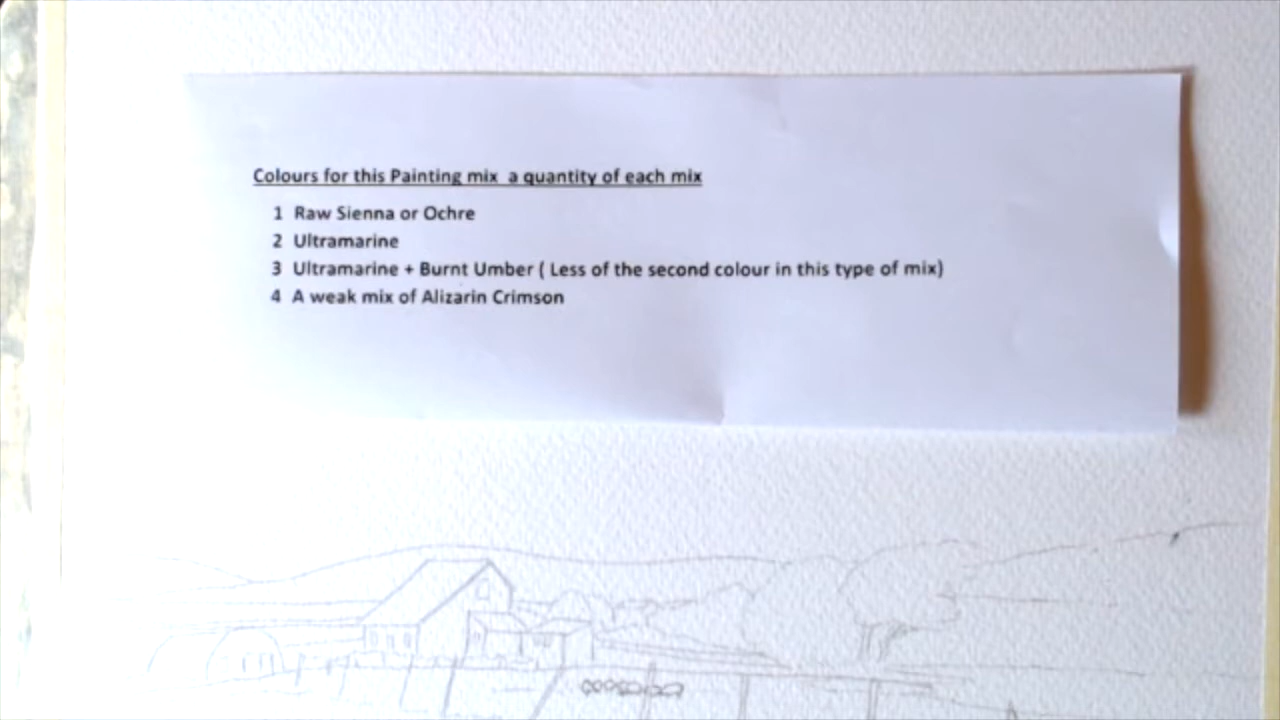 Colours for this Painting mix a quantity of each mix
1 Raw Sienna or Ochre
2 Ultramarine
3 Ultramarine + Burnt Umber ( Less of the second colour in this type of mix)
4 A weak mix of Alizarin Crimson